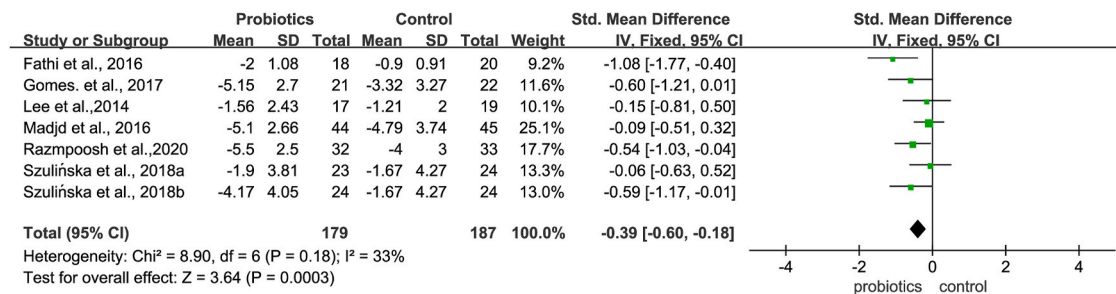 Probiotics Control Std. Mean Difference Std. Mean Difference
Study or Subgroup Mean SD Total Mean SD Total Weight IV, Fixed, 95% CI IV, Fixed, 95% CI
Fathi et al., 2016 -2 1.08 18 -0.9 0.91 20 9.2% -1.08 [-1.77, -0.40]
Gomes. et al., 2017 -5.15 2.7 21 -3.32 3.27 22 11.6% -0.60 [-1.21, 0.01]
Lee et al.,2014 -1.56 2.43 17 -1.21 2 19 10.1% -0.15 [-0.81, 0.50]
Madjd et al., 2016 -5.1 2.66 44 -4.79 3.74 45 25.1% -0.09 [-0.51, 0.32]
Razmpoosh et al.,2020 -5.5 2.5 32 -4 3 33 17.7% -0.54 [-1.03, -0.04]
Szulińska et al., 2018a -1.9 3.81 23 -1.67 4.27 24 13.3% -0.06 [-0.63, 0.52]
Szulińska et al., 2018b -4.17 4.05 24 -1.67 4.27 24 13.0% -0.59 [-1.17, -0.01]
Total (95% CI) 179 187 100.0% -0.39 [-0.60, -0.18]
Heterogeneity: Chi² = 8.90, df = 6 (P = 0.18); I² = 33%
Test for overall effect: Z = 3.64 (P = 0.0003)
-4 -2 0 2 4
probiotics control